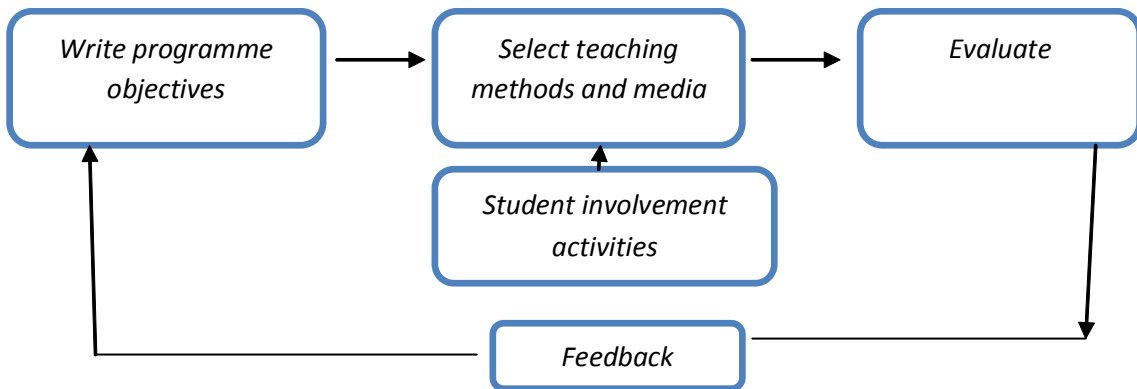 Write programme
objectives
Select teaching
methods and media
Evaluate
Student involvement
activities
Feedback